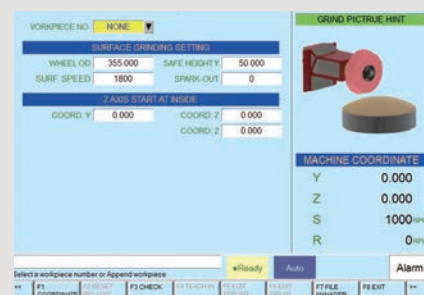 WORKPIECE NO. NONE
SURFACE GRINDING SETTING
WHEEL OD 355.000 SAFE HEIGHTY 50.000
SURF. SPEED 1800 SPARK-OUT 0
Z AXIS START AT INSIDE
COORD. Y 0.000 COORD. Z 0.000
COORD. Z 0.000
GRIND PICTRUE HINT
MACHINE COORDINATE
Y 0.000
Z 0.000
S 1000 RPM
R 0 RPM
Select a workpiece number or Append workpiece
Ready Auto Alarm
<< F1 F2 RESET F3 CHECK F4 TEACH IN F5 EDIT F6 EDIT F7 FILE F8 EXIT >>
COORDINATE MANAGER